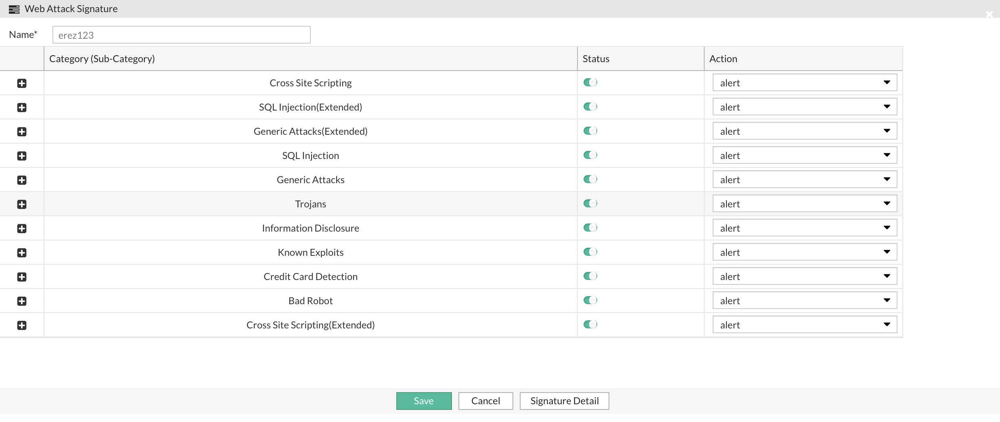 Web Attack Signature
Name* erez123
Category (Sub-Category) Status Action
Cross Site Scripting alert
SQL Injection(Extended) alert
Generic Attacks(Extended) alert
SQL Injection alert
Generic Attacks alert
Trojans alert
Information Disclosure alert
Known Exploits alert
Credit Card Detection alert
Bad Robot alert
Cross Site Scripting(Extended) alert
Save Cancel Signature Detail